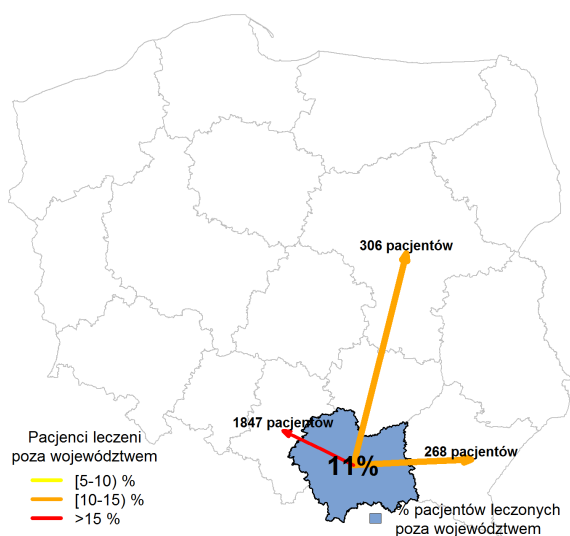 306 pacjentów
1847 pacjentów
268 pacjentów
11%
Pacjenci leczeni
poza województwem
[5-10) %
[10-15) %
>15 %
% pacjentów leczonych
poza województwem